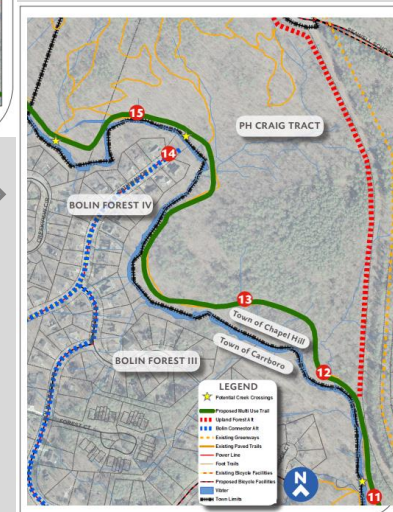 15
PH CRAIG TRACT
14
BOLIN FOREST IV
13
Town of Chapel Hill
Town of Carrboro
BOLIN FOREST III
12
LEGEND
Potential Creek Crossings
Proposed Multi Use Trail
Upland Forest Alt
Bolin Connector Alt
Existing Greenways
Existing Paved Trails
Power Line
Foot Trails
Existing Bicycle Facilities
Proposed Bicycle Facilities
Water
Town Limits
N
11